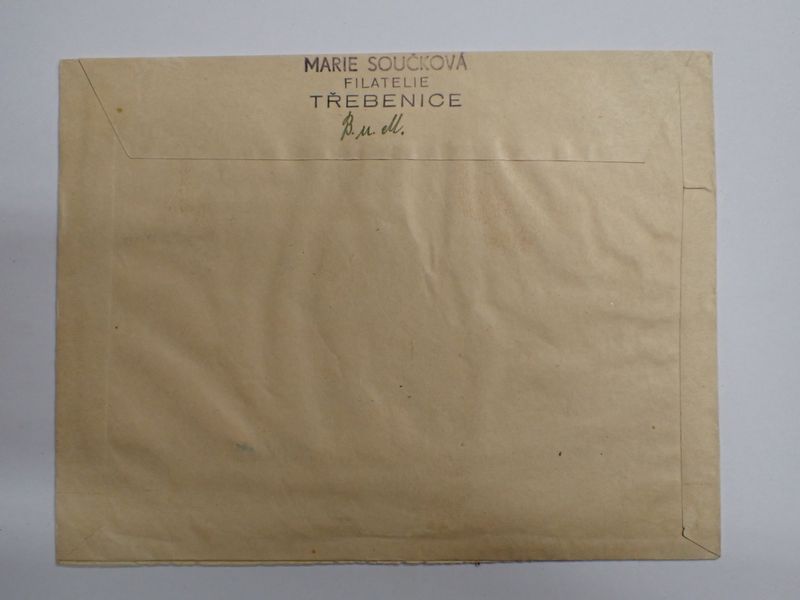 MARIE SOUČKOVÁ
FILATELIE
TŘEBENICE
B. u. M.